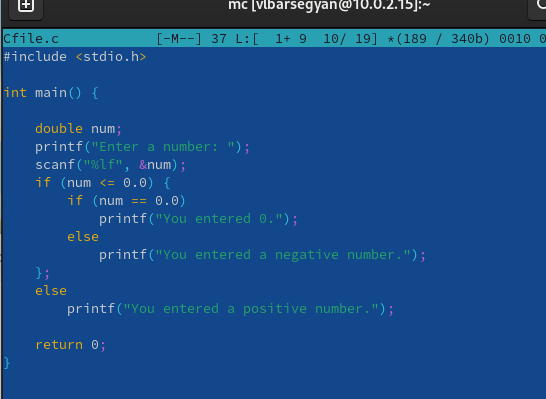 mc [vlbarsegyan@10.0.2.15]:~
Cfile.c [-M--] 37 L:[ 1+ 9 10/ 19] *(189 / 340b) 0010 0
#include <stdio.h>
int main() {
double num;
printf("Enter a number: ");
scanf("%lf", &num);
if (num <= 0.0) {
if (num == 0.0)
printf("You entered 0.");
else
printf("You entered a negative number.");
};
else
printf("You entered a positive number.");
return 0;
}